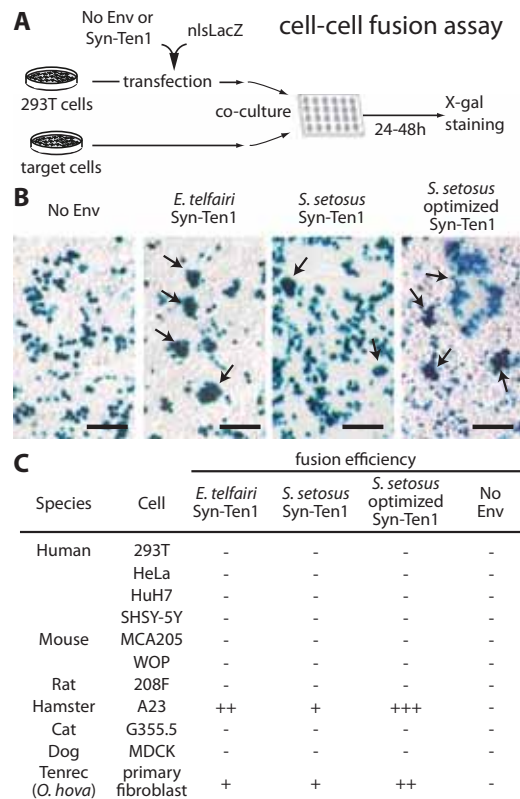 A
cell-cell fusion assay
No Env or
Syn-Ten1
nlsLacZ
transfection
293T cells
co-culture
24-48h
X-gal
staining
target cells
B
No Env
E. telfairi
Syn-Ten1
S. setosus
Syn-Ten1
S. setosus
optimized
Syn-Ten1
C
fusion efficiency
Species Cell E. telfairi Syn-Ten1 S. setosus Syn-Ten1 S. setosus optimized Syn-Ten1 No Env
Human 293T - - - -
HeLa - - - -
HuH7 - - - -
SHSY-5Y - - - -
Mouse MCA205 - - - -
WOP - - - -
Rat 208F - - - -
Hamster A23 ++ + +++ -
Cat G355.5 - - - -
Dog MDCK - - - -
Tenrec (O. hova) primary fibroblast + + ++ -